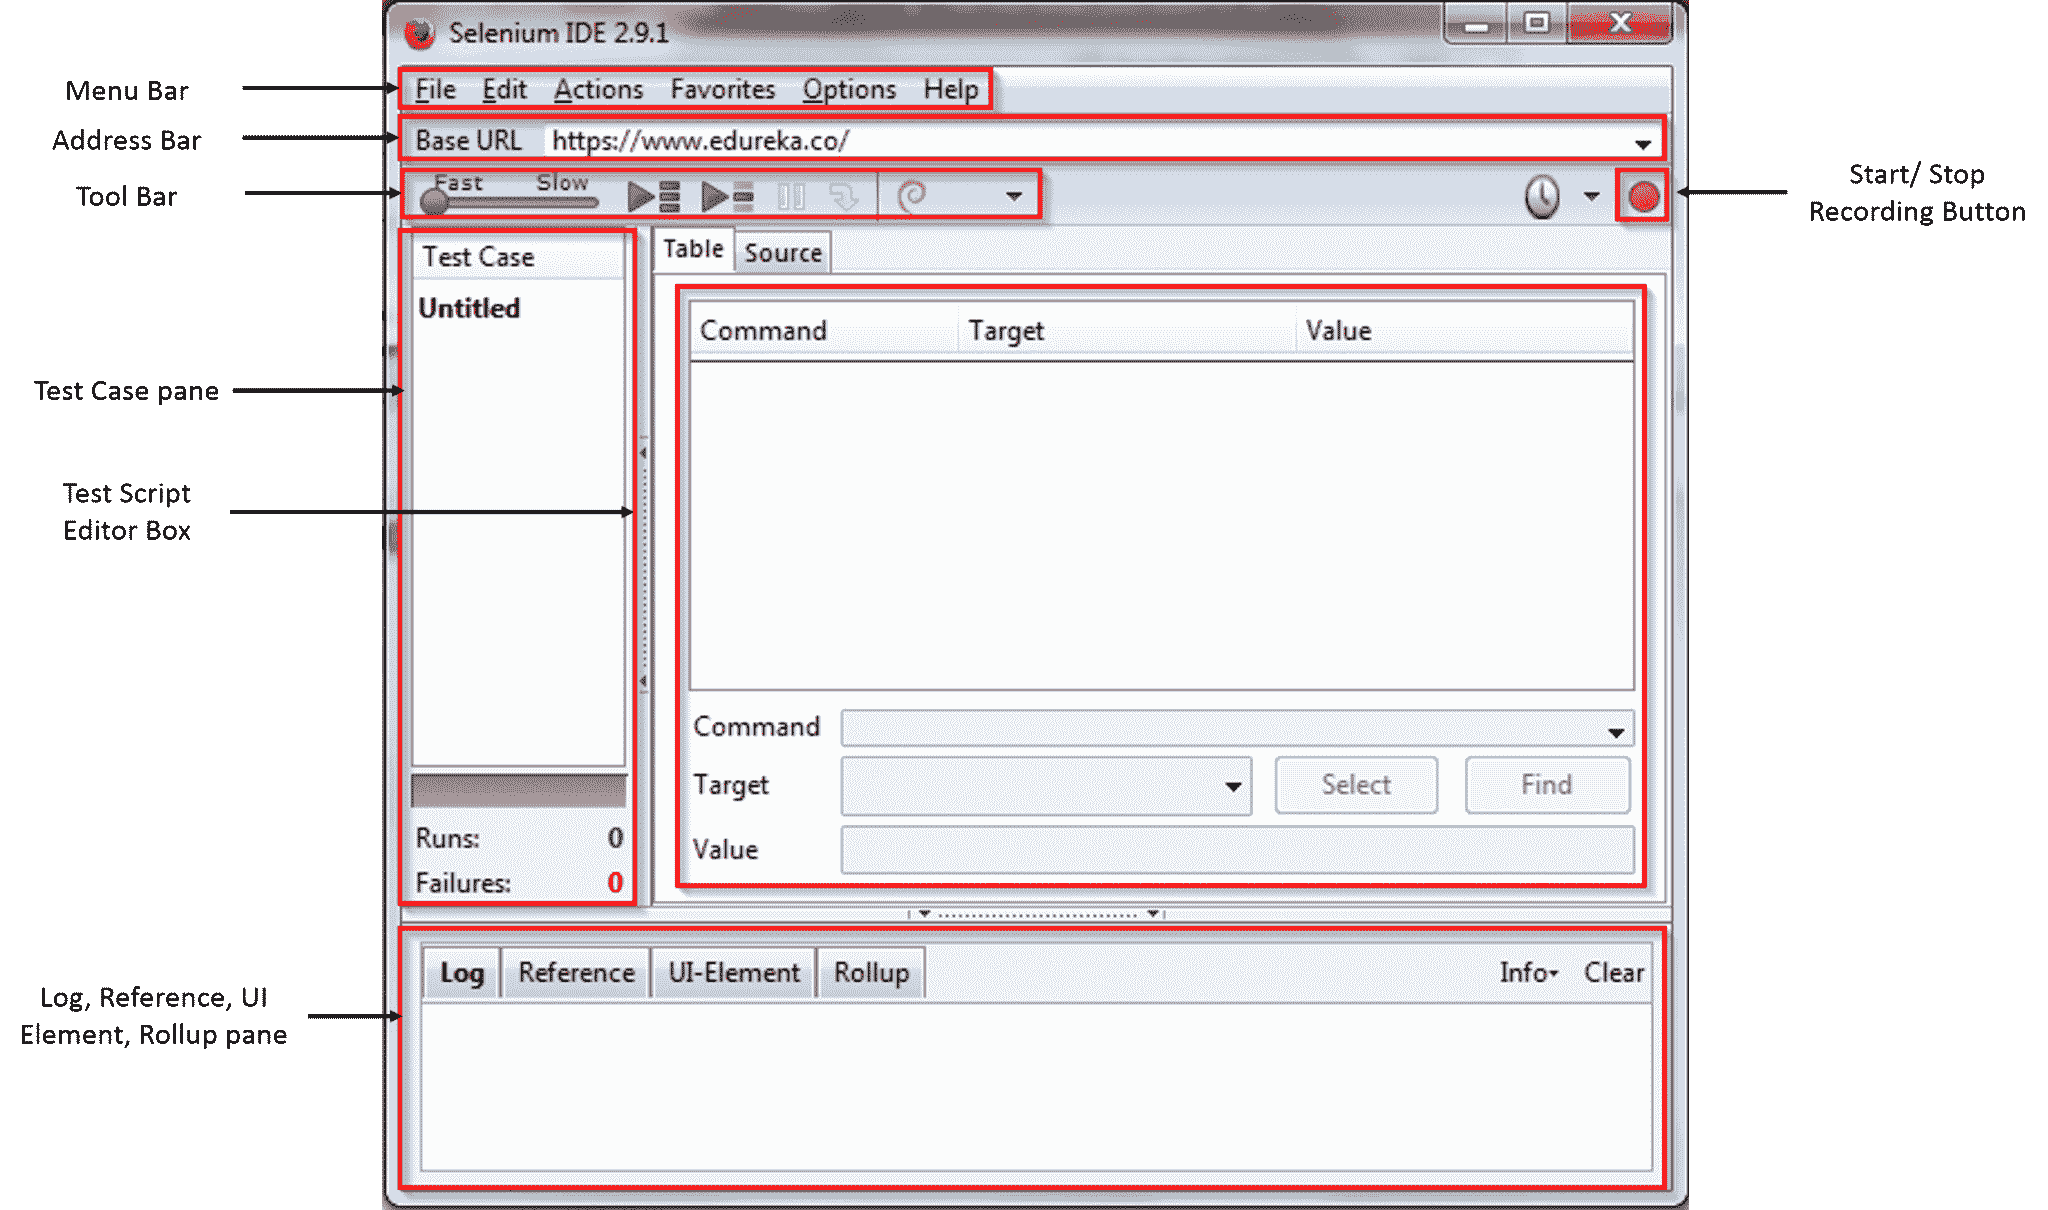 Selenium IDE 2.9.1
Menu Bar
File Edit Actions Favorites Options Help
Address Bar
Base URL https://www.edureka.co/
Tool Bar
Fast Slow
Start/ Stop
Recording Button
Test Case
Untitled
Table Source
Command Target Value
Test Case pane
Test Script
Editor Box
Command
Target Select Find
Value
Runs: 0
Failures: 0
Log Reference UI-Element Rollup Info Clear
Log, Reference, UI
Element, Rollup pane